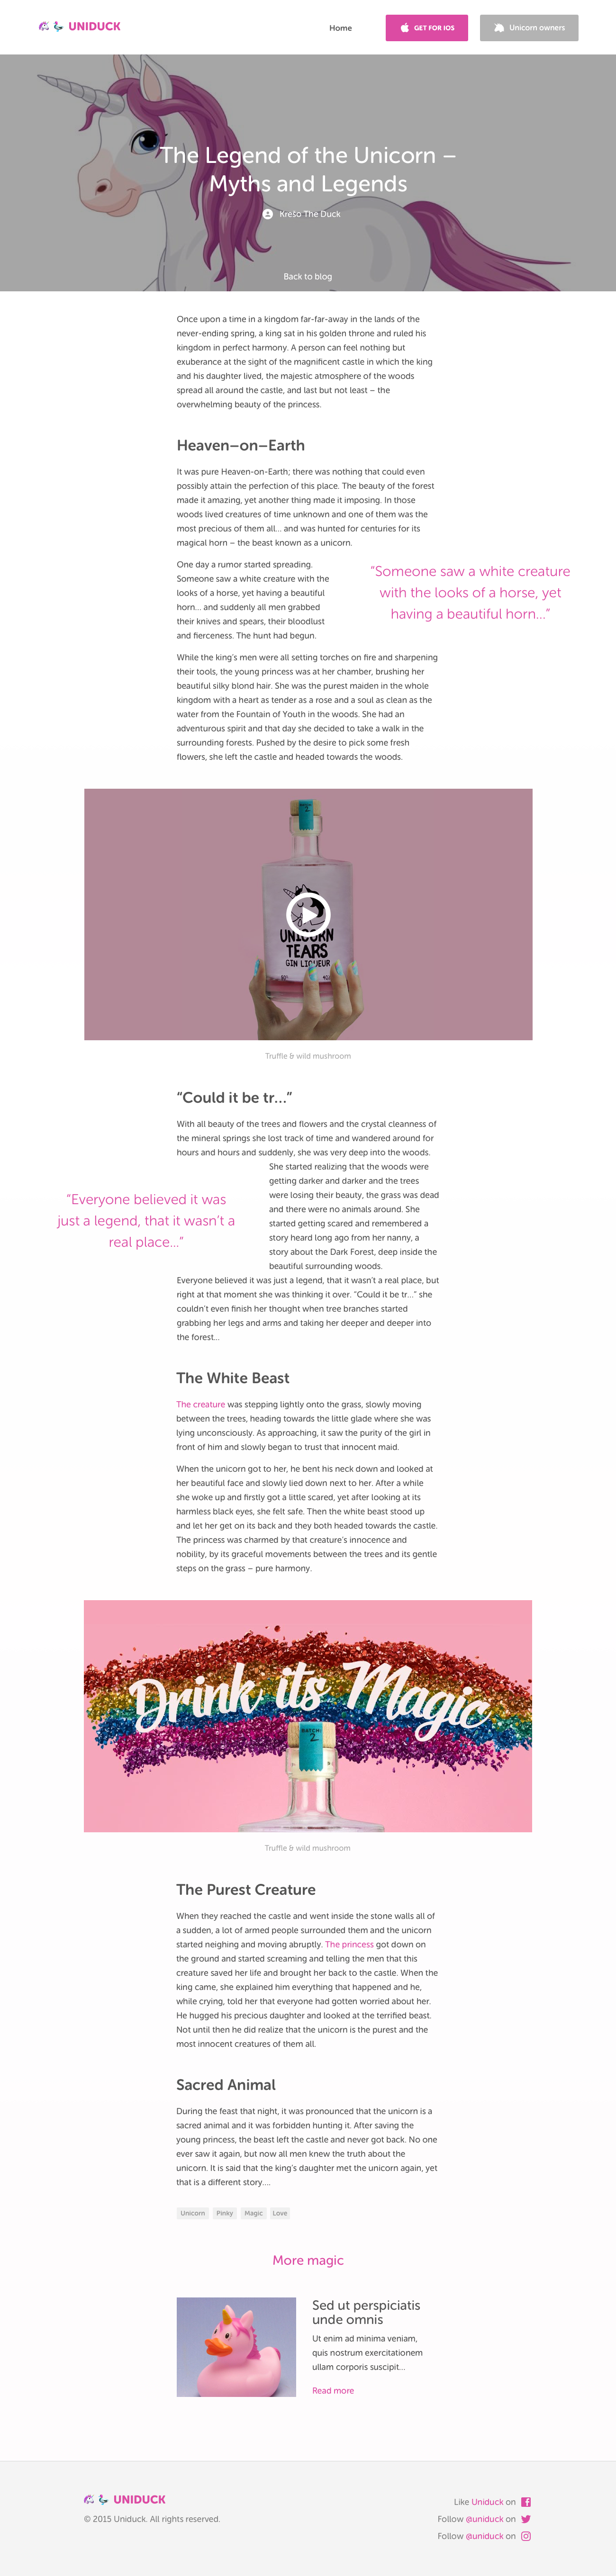 UNIDUCK
Home
GET FOR IOS
Unicorn owners
The Legend of the Unicorn –
Myths and Legends
Krešo The Duck
Back to blog
Once upon a time in a kingdom far-far-away in the lands of the
never-ending spring, a king sat in his golden throne and ruled his
kingdom in perfect harmony. A person can feel nothing but
exuberance at the sight of the magnificent castle in which the king
and his daughter lived, the majestic atmosphere of the woods
spread all around the castle, and last but not least – the
overwhelming beauty of the princess.
Heaven–on–Earth
It was pure Heaven-on-Earth; there was nothing that could even
possibly attain the perfection of this place. The beauty of the forest
made it amazing, yet another thing made it imposing. In those
woods lived creatures of time unknown and one of them was the
most precious of them all... and was hunted for centuries for its
magical horn – the beast known as a unicorn.
One day a rumor started spreading.
Someone saw a white creature with the
looks of a horse, yet having a beautiful
horn... and suddenly all men grabbed
their knives and spears, their bloodlust
and fierceness. The hunt had begun.
“Someone saw a white creature
with the looks of a horse, yet
having a beautiful horn...”
While the king's men were all setting torches on fire and sharpening
their tools, the young princess was at her chamber, brushing her
beautiful silky blond hair. She was the purest maiden in the whole
kingdom with a heart as tender as a rose and a soul as clean as the
water from the Fountain of Youth in the woods. She had an
adventurous spirit and that day she decided to take a walk in the
surrounding forests. Pushed by the desire to pick some fresh
flowers, she left the castle and headed towards the woods.
UNICORN
TEARS
GIN LIQUEUR
Truffle & wild mushroom
“Could it be tr...”
With all beauty of the trees and flowers and the crystal cleanness of
the mineral springs she lost track of time and wandered around for
hours and hours and suddenly, she was very deep into the woods.
She started realizing that the woods were
getting darker and darker and the trees
were losing their beauty, the grass was dead
and there were no animals around. She
started getting scared and remembered a
story heard long ago from her nanny, a
story about the Dark Forest, deep inside the
beautiful surrounding woods.
“Everyone believed it was
just a legend, that it wasn't a
real place...”
Everyone believed it was just a legend, that it wasn't a real place, but
right at that moment she was thinking it over. “Could it be tr...” she
couldn't even finish her thought when tree branches started
grabbing her legs and arms and taking her deeper and deeper into
the forest...
The White Beast
The creature was stepping lightly onto the grass, slowly moving
between the trees, heading towards the little glade where she was
lying unconsciously. As approaching, it saw the purity of the girl in
front of him and slowly began to trust that innocent maid.
When the unicorn got to her, he bent his neck down and looked at
her beautiful face and slowly lied down next to her. After a while
she woke up and firstly got a little scared, yet after looking at its
harmless black eyes, she felt safe. Then the white beast stood up
and let her get on its back and they both headed towards the castle.
The princess was charmed by that creature's innocence and
nobility, by its graceful movements between the trees and its gentle
steps on the grass – pure harmony.
Drink its Magic
BATCH:
2
Truffle & wild mushroom
The Purest Creature
When they reached the castle and went inside the stone walls all of
a sudden, a lot of armed people surrounded them and the unicorn
started neighing and moving abruptly. The princess got down on
the ground and started screaming and telling the men that this
creature saved her life and brought her back to the castle. When the
king came, she explained him everything that happened and he,
while crying, told her that everyone had gotten worried about her.
He hugged his precious daughter and looked at the terrified beast.
Not until then he did realize that the unicorn is the purest and the
most innocent creatures of them all.
Sacred Animal
During the feast that night, it was pronounced that the unicorn is a
sacred animal and it was forbidden hunting it. After saving the
young princess, the beast left the castle and never got back. No one
ever saw it again, but now all men knew the truth about the
unicorn. It is said that the king's daughter met the unicorn again, yet
that is a different story....
Unicorn Pinky Magic Love
More magic
Sed ut perspiciatis
unde omnis
Ut enim ad minima veniam,
quis nostrum exercitationem
ullam corporis suscipit...
Read more
UNIDUCK
© 2015 Uniduck. All rights reserved.
Like Uniduck on
Follow @uniduck on
Follow @uniduck on